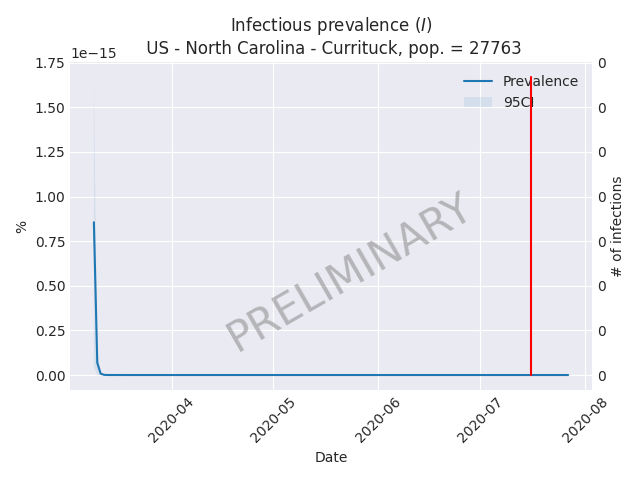 Infectious prevalence (I)
US - North Carolina - Currituck, pop. = 27763
1e−15
1.75
1.50
1.25
1.00
0.75
0.50
0.25
0.00
%
0
0
0
0
0
0
0
0
# of infections
Prevalence
95CI
PRELIMINARY
2020-04
2020-05
2020-06
2020-07
2020-08
Date